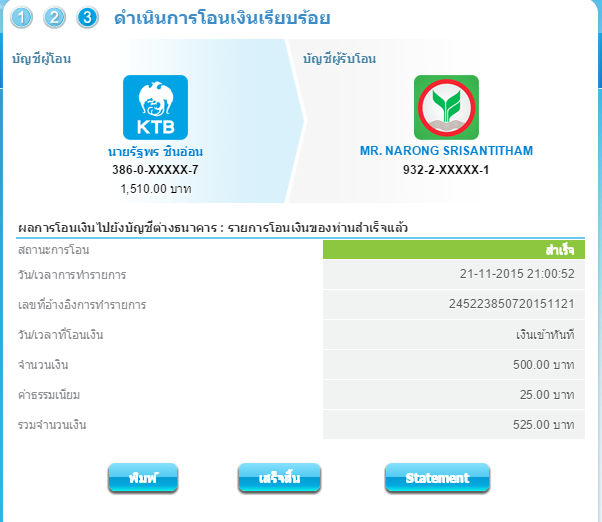 1 2 3 ดำเนินการโอนเงินเรียบร้อย
บัญชีผู้โอน
บัญชีผู้รับโอน
KTB
นายรัฐพร ชินอ่อน
MR. NARONG SRISANTITHAM
386-0-XXXXX-7
932-2-XXXXX-1
1,510.00 บาท
ผลการโอนเงินไปยังบัญชีต่างธนาคาร : รายการโอนเงินของท่านสำเร็จแล้ว
สถานะการโอน สำเร็จ
วัน/เวลาการทำรายการ 21-11-2015 21:00:52
เลขที่อ้างอิงการทำรายการ 245223850720151121
วัน/เวลาที่โอนเงิน เงินเข้าทันที
จำนวนเงิน 500.00 บาท
ค่าธรรมเนียม 25.00 บาท
รวมจำนวนเงิน 525.00 บาท
พิมพ์ เสร็จสิ้น Statement